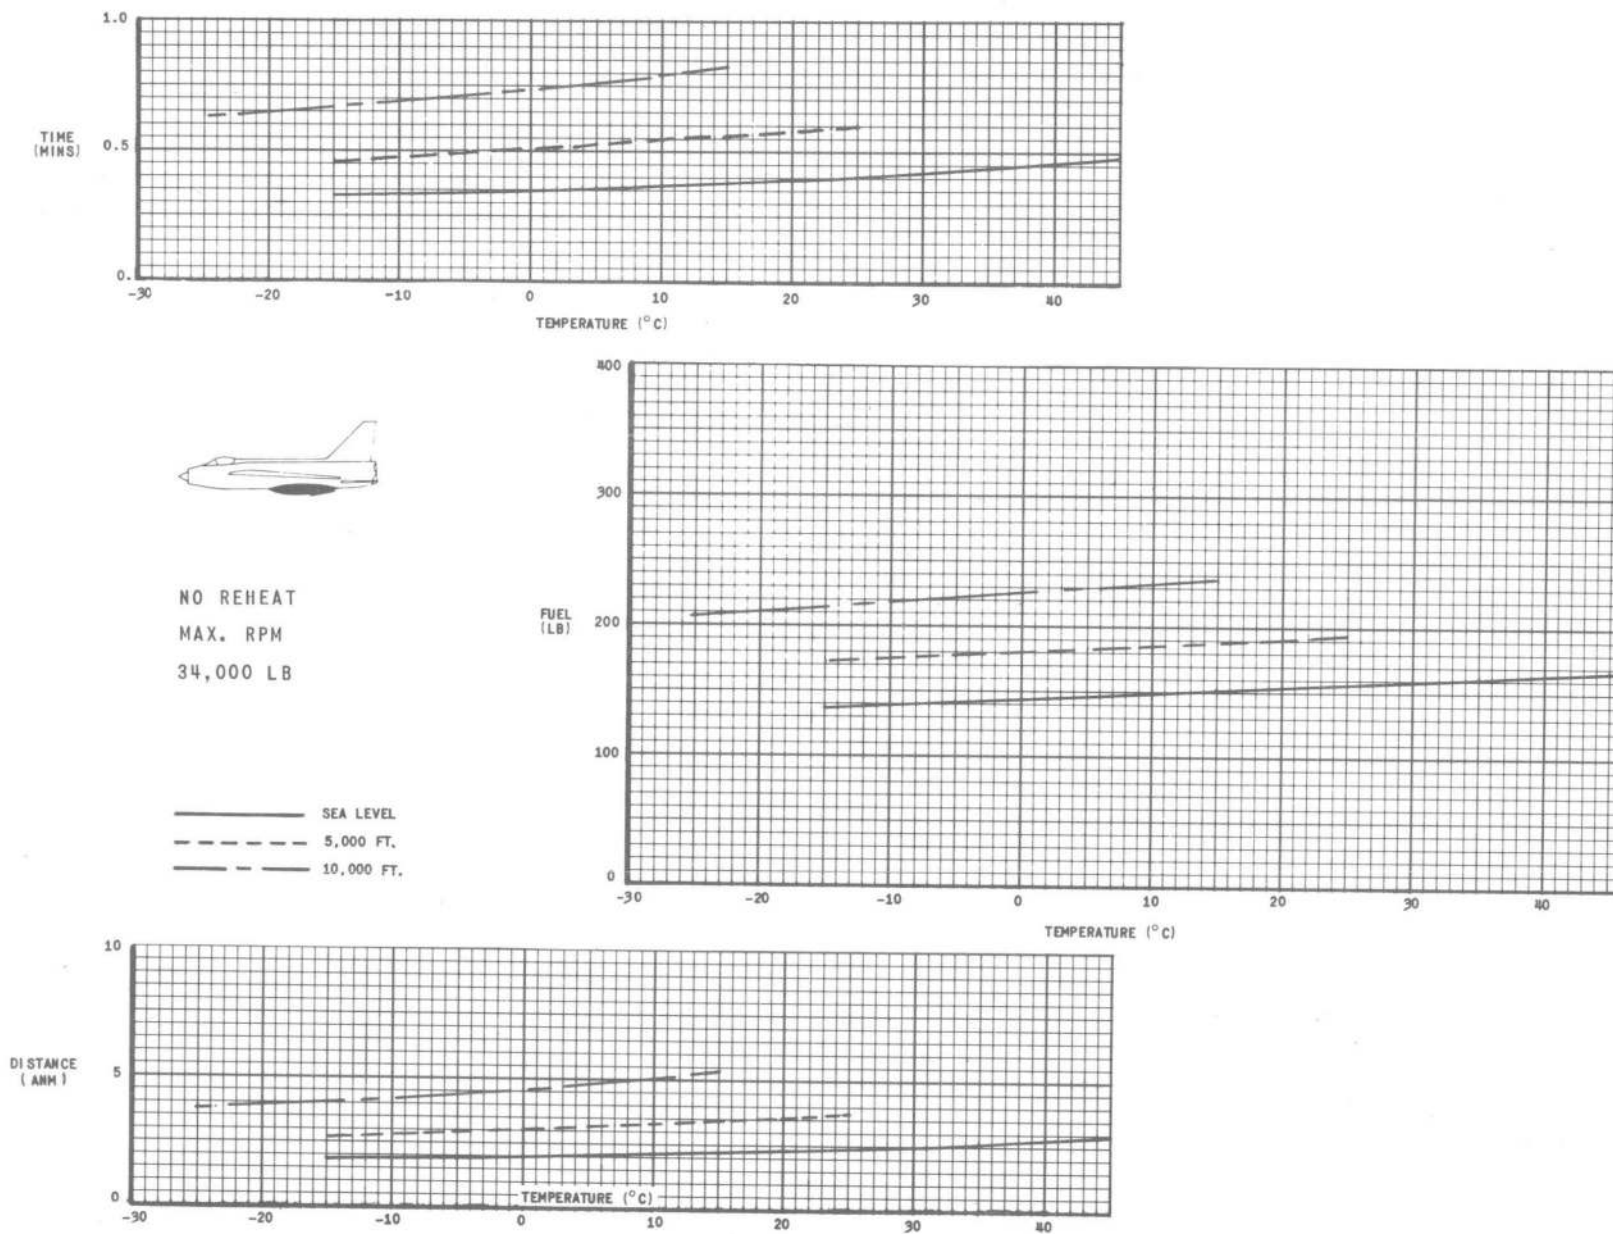 1.0
TIME
(MINS)
0.5
0.
-30 -20 -10 0 10 20 30 40
TEMPERATURE (°C)
400
300
FUEL
(LB)
200
100
0
-30 -20 -10 0 10 20 30 40
TEMPERATURE (°C)
NO REHEAT
MAX. RPM
34,000 LB
SEA LEVEL
5,000 FT.
10,000 FT.
10
DISTANCE
(ANM)
5
0
TEMPERATURE (°C)
-30 -20 -10 0 10 20 30 40